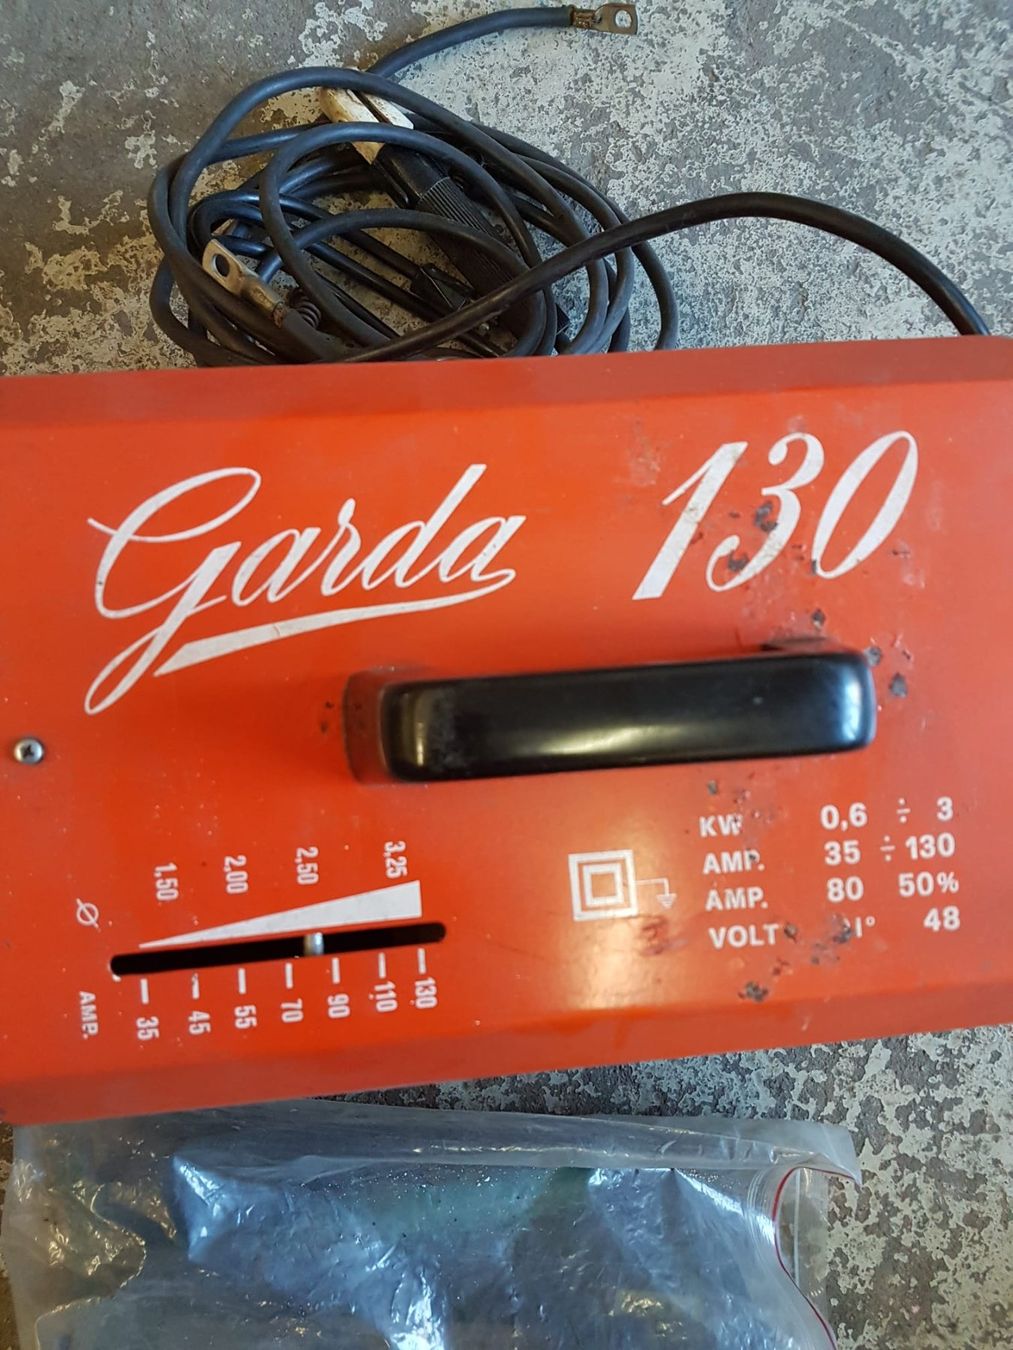 Garda 130
KW 0,6 ÷ 3
AMP. 35 ÷ 130
AMP. 80 50%
VOLT 48
Ø 1,50 2,00 2,50 3,25
AMP. 35 45 55 70 90 110 130